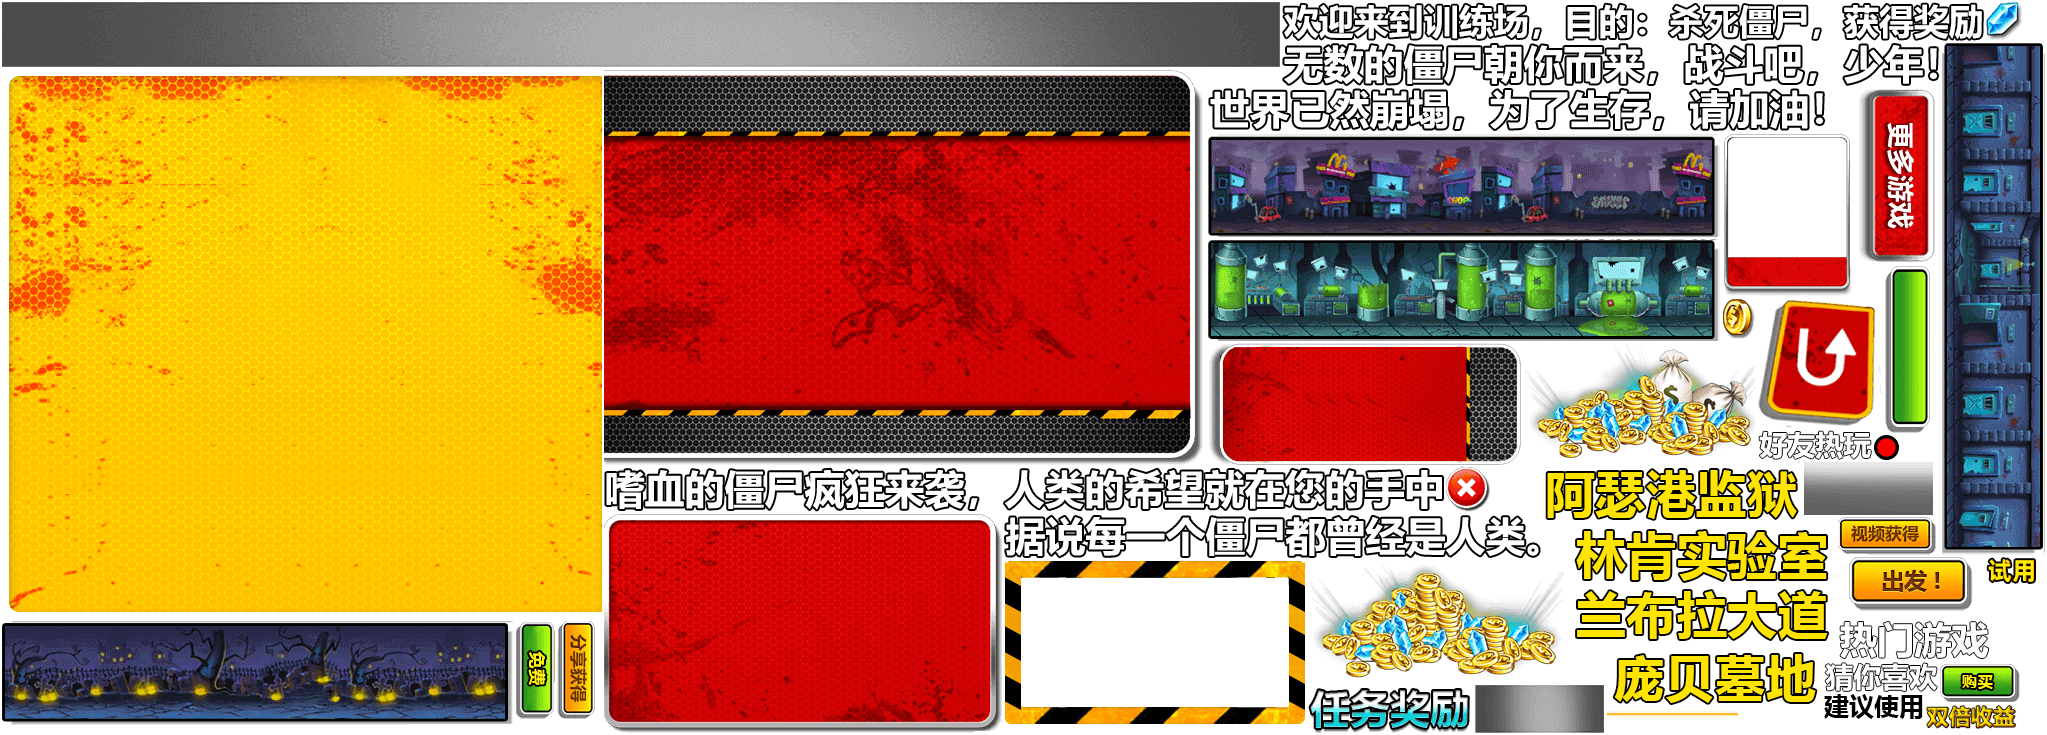 欢迎来到训练场，目的：杀死僵尸，获得奖励
无数的僵尸朝你而来，战斗吧，少年！
世界已然崩塌，为了生存，请加油！
更多游戏
SHOP
好友热玩
嗜血的僵尸疯狂来袭，人类的希望就在您的手中
据说每一个僵尸都曾经是人类。
阿瑟港监狱
视频获得
林肯实验室
出发！
试用
兰布拉大道
热门游戏
免费
分享获得
庞贝墓地
猜你喜欢
购买
任务奖励
建议使用
双倍收益